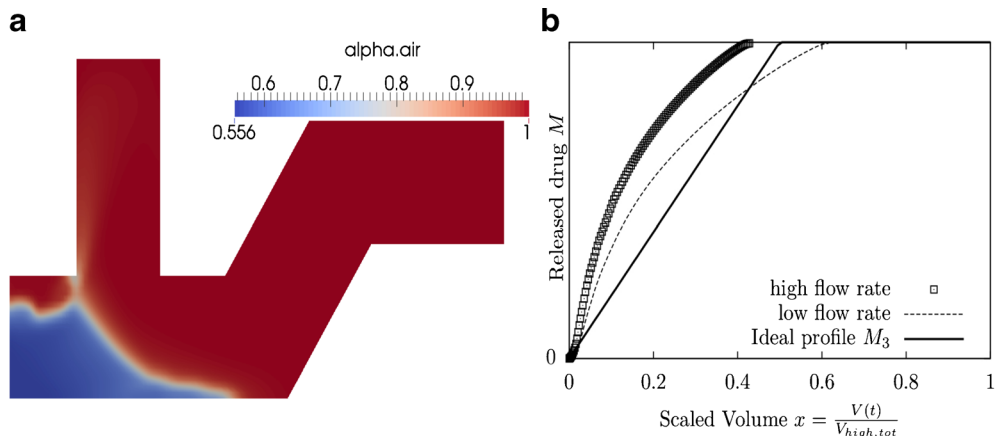 a
alpha.air
0.6 0.7 0.8 0.9
0.556 1
b
Released drug M
0
high flow rate
low flow rate
Ideal profile M₃
0 0.2 0.4 0.6 0.8 1
Scaled Volume x = V(t) / V_high,tot